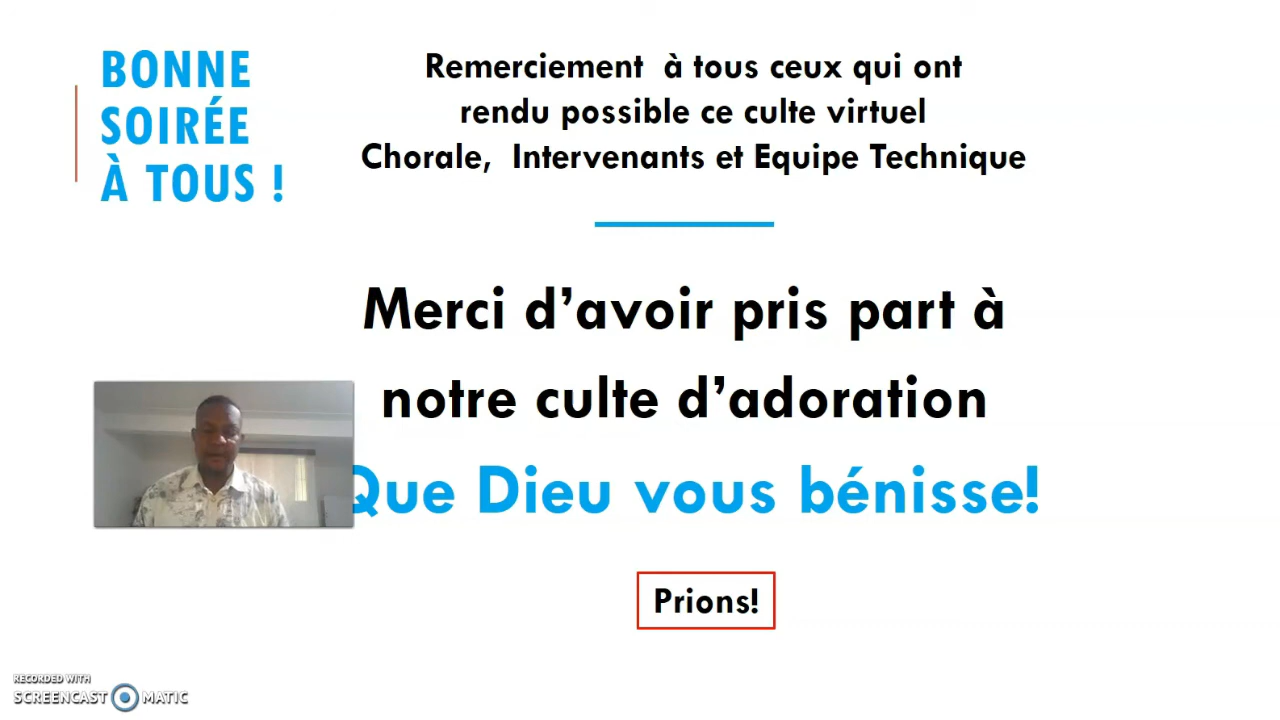 BONNE
SOIRÉE
À TOUS !
Remerciement à tous ceux qui ont
rendu possible ce culte virtuel
Chorale, Intervenants et Equipe Technique
Merci d’avoir pris part à
notre culte d’adoration
Que Dieu vous bénisse!
Prions!
RECORDED WITH
SCREENCAST MATIC